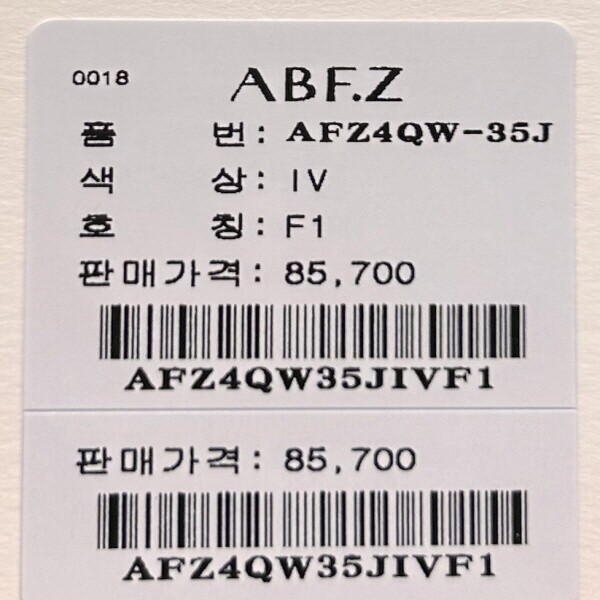 0018 ABF.Z
품 번: AFZ4QW-35J
색 상: IV
호 칭: F1
판매가격: 85,700
AFZ4QW35JIVF1
판매가격: 85,700
AFZ4QW35JIVF1